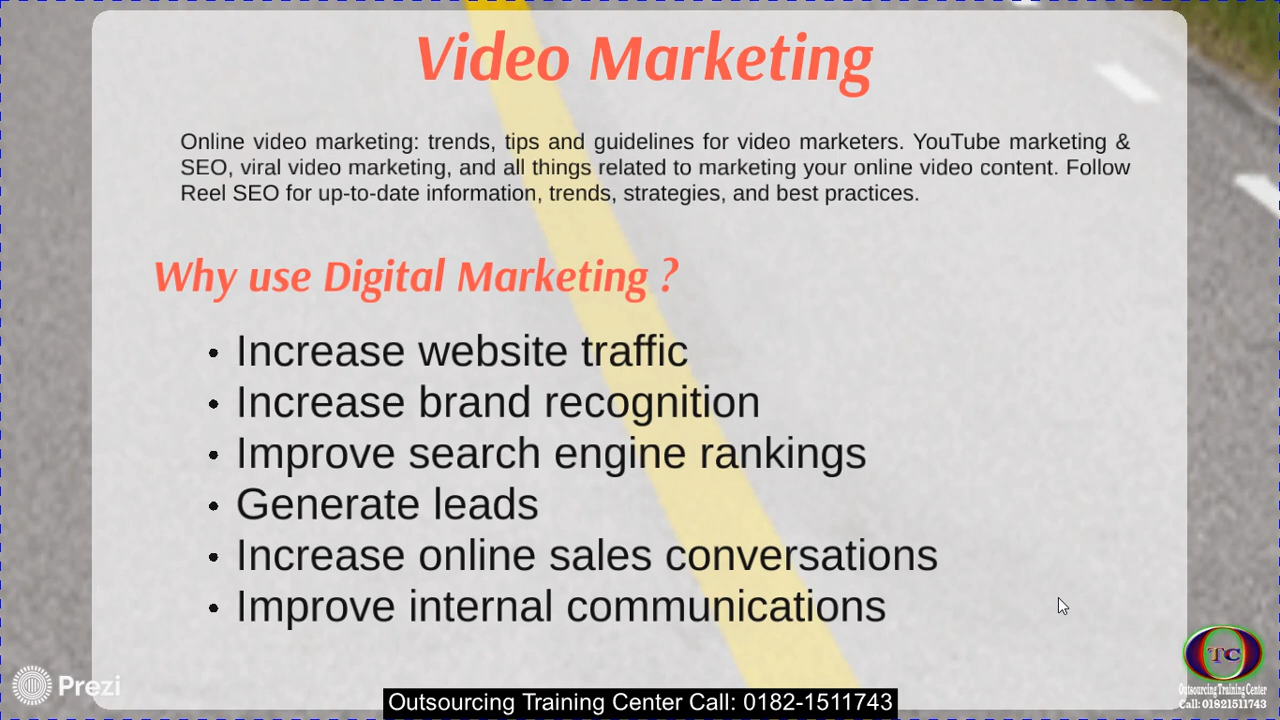 Video Marketing
Online video marketing: trends, tips and guidelines for video marketers. YouTube marketing &
SEO, viral video marketing, and all things related to marketing your online video content. Follow
Reel SEO for up-to-date information, trends, strategies, and best practices.
Why use Digital Marketing ?
• Increase website traffic
• Increase brand recognition
• Improve search engine rankings
• Generate leads
• Increase online sales conversations
• Improve internal communications
Prezi
Outsourcing Training Center Call: 0182-1511743
OTC
Outsourcing Training Center
Call: 01821511743